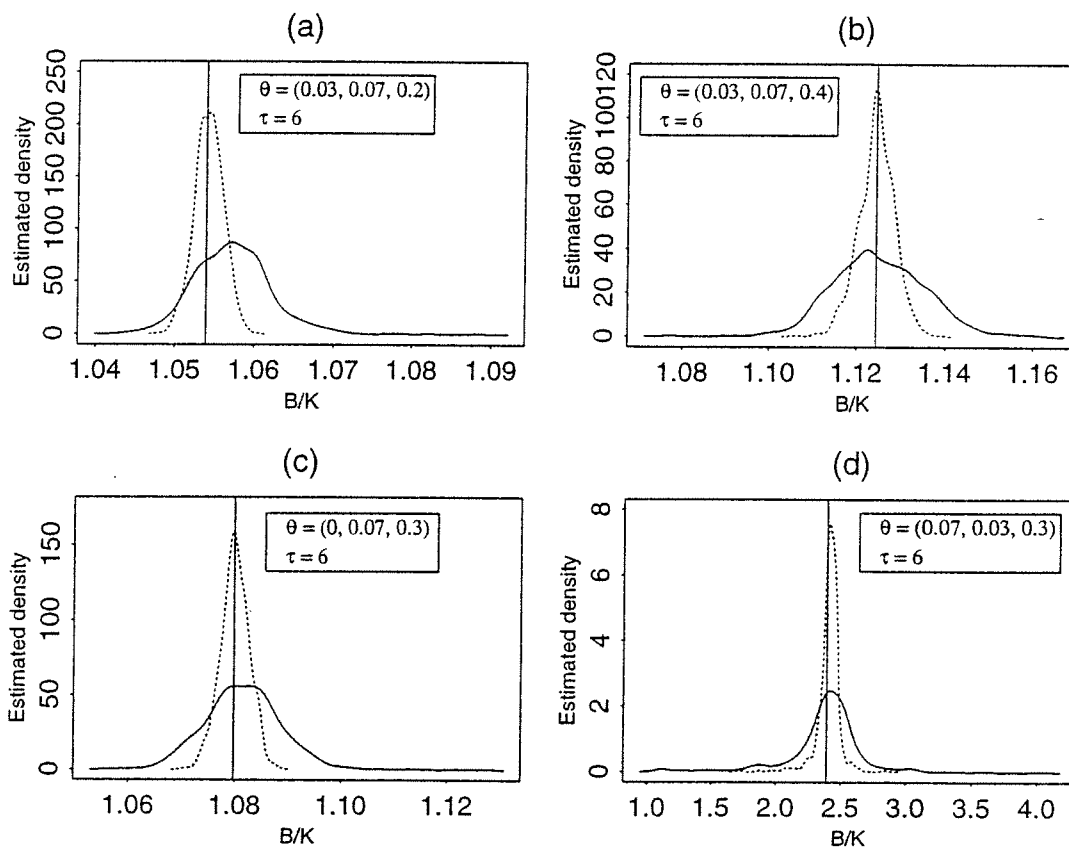 (a)
Estimated density
0 50 100 150 200 250
θ = (0.03, 0.07, 0.2)
τ = 6
1.04 1.05 1.06 1.07 1.08 1.09
B/K
(b)
Estimated density
0 20 40 60 80 100 120
θ = (0.03, 0.07, 0.4)
τ = 6
1.08 1.10 1.12 1.14 1.16
B/K
(c)
Estimated density
0 50 100 150
θ = (0, 0.07, 0.3)
τ = 6
1.06 1.08 1.10 1.12
B/K
(d)
Estimated density
0 2 4 6 8
θ = (0.07, 0.03, 0.3)
τ = 6
1.0 1.5 2.0 2.5 3.0 3.5 4.0
B/K